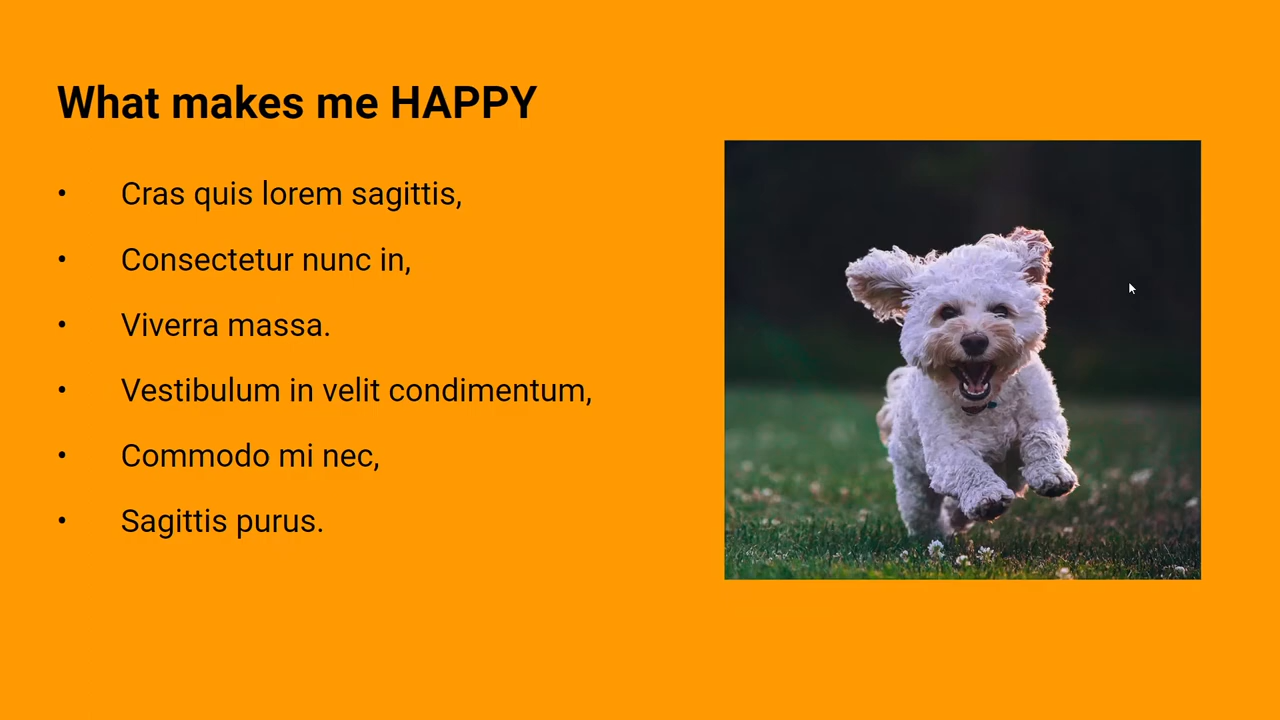 What makes me HAPPY
• Cras quis lorem sagittis,
• Consectetur nunc in,
• Viverra massa.
• Vestibulum in velit condimentum,
• Commodo mi nec,
• Sagittis purus.